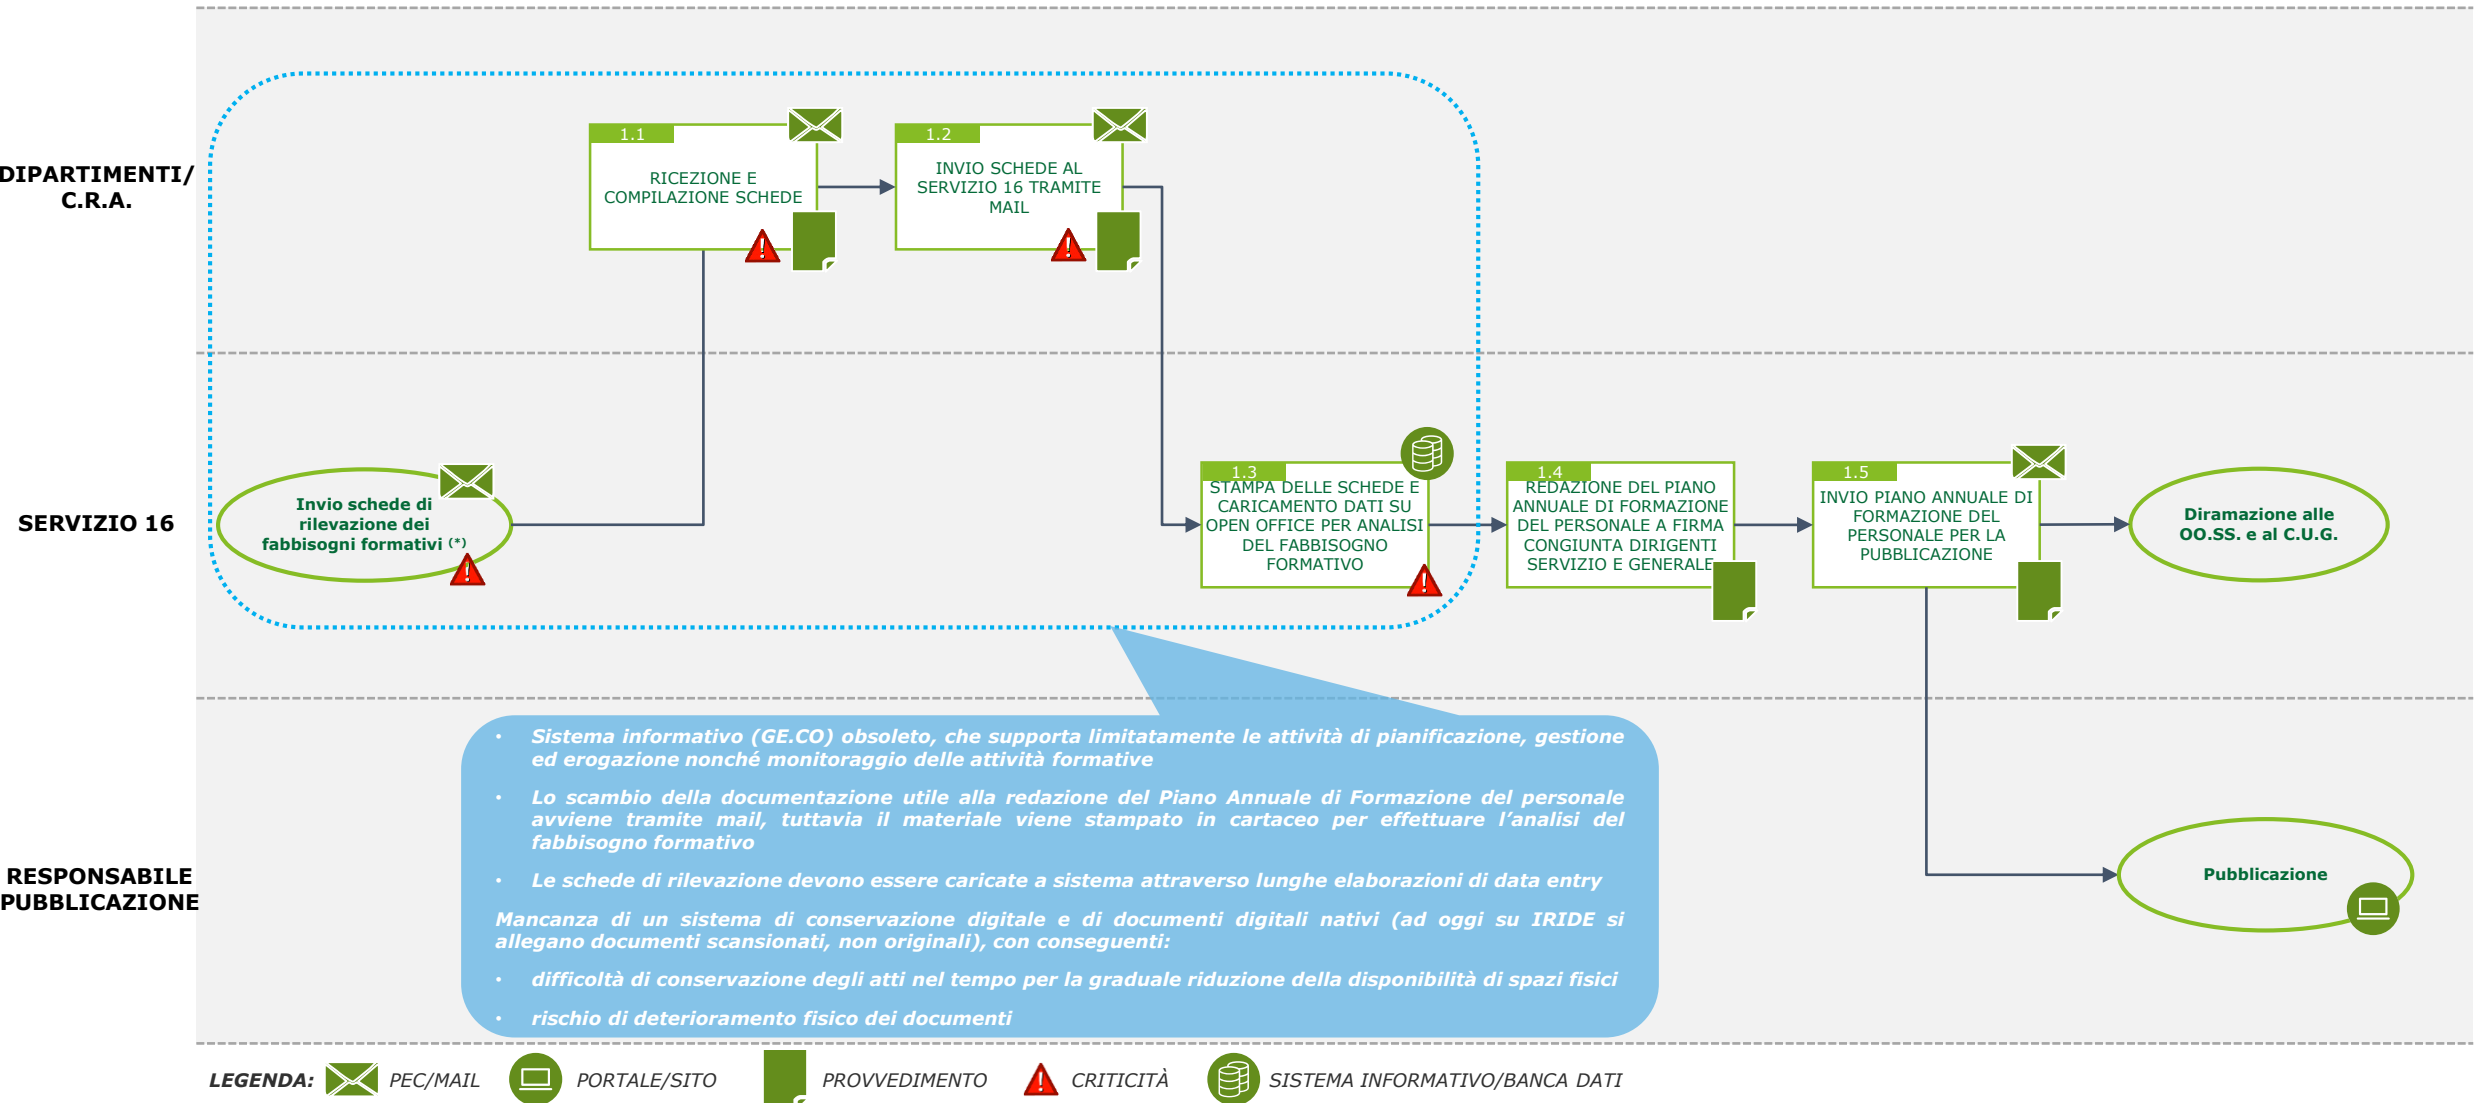 DIPARTIMENTI/
C.R.A.
1.1
RICEZIONE E
COMPILAZIONE SCHEDE
1.2
INVIO SCHEDE AL
SERVIZIO 16 TRAMITE
MAIL
SERVIZIO 16
Invio schede di
rilevazione dei
fabbisogni formativi (*)
1.3
STAMPA DELLE SCHEDE E
CARICAMENTO DATI SU
OPEN OFFICE PER ANALISI
DEL FABBISOGNO
FORMATIVO
1.4
REDAZIONE DEL PIANO
ANNUALE DI FORMAZIONE
DEL PERSONALE A FIRMA
CONGIUNTA DIRIGENTI
SERVIZIO E GENERALE
1.5
INVIO PIANO ANNUALE DI
FORMAZIONE DEL
PERSONALE PER LA
PUBBLICAZIONE
Diramazione alle
OO.SS. e al C.U.G.
RESPONSABILE
PUBBLICAZIONE
• Sistema informativo (GE.CO) obsoleto, che supporta limitatamente le attività di pianificazione, gestione
ed erogazione nonché monitoraggio delle attività formative
• Lo scambio della documentazione utile alla redazione del Piano Annuale di Formazione del personale
avviene tramite mail, tuttavia il materiale viene stampato in cartaceo per effettuare l’analisi del
fabbisogno formativo
• Le schede di rilevazione devono essere caricate a sistema attraverso lunghe elaborazioni di data entry
Mancanza di un sistema di conservazione digitale e di documenti digitali nativi (ad oggi su IRIDE si
allegano documenti scansionati, non originali), con conseguenti:
• difficoltà di conservazione degli atti nel tempo per la graduale riduzione della disponibilità di spazi fisici
• rischio di deterioramento fisico dei documenti
Pubblicazione
LEGENDA: PEC/MAIL PORTALE/SITO PROVVEDIMENTO CRITICITÀ SISTEMA INFORMATIVO/BANCA DATI